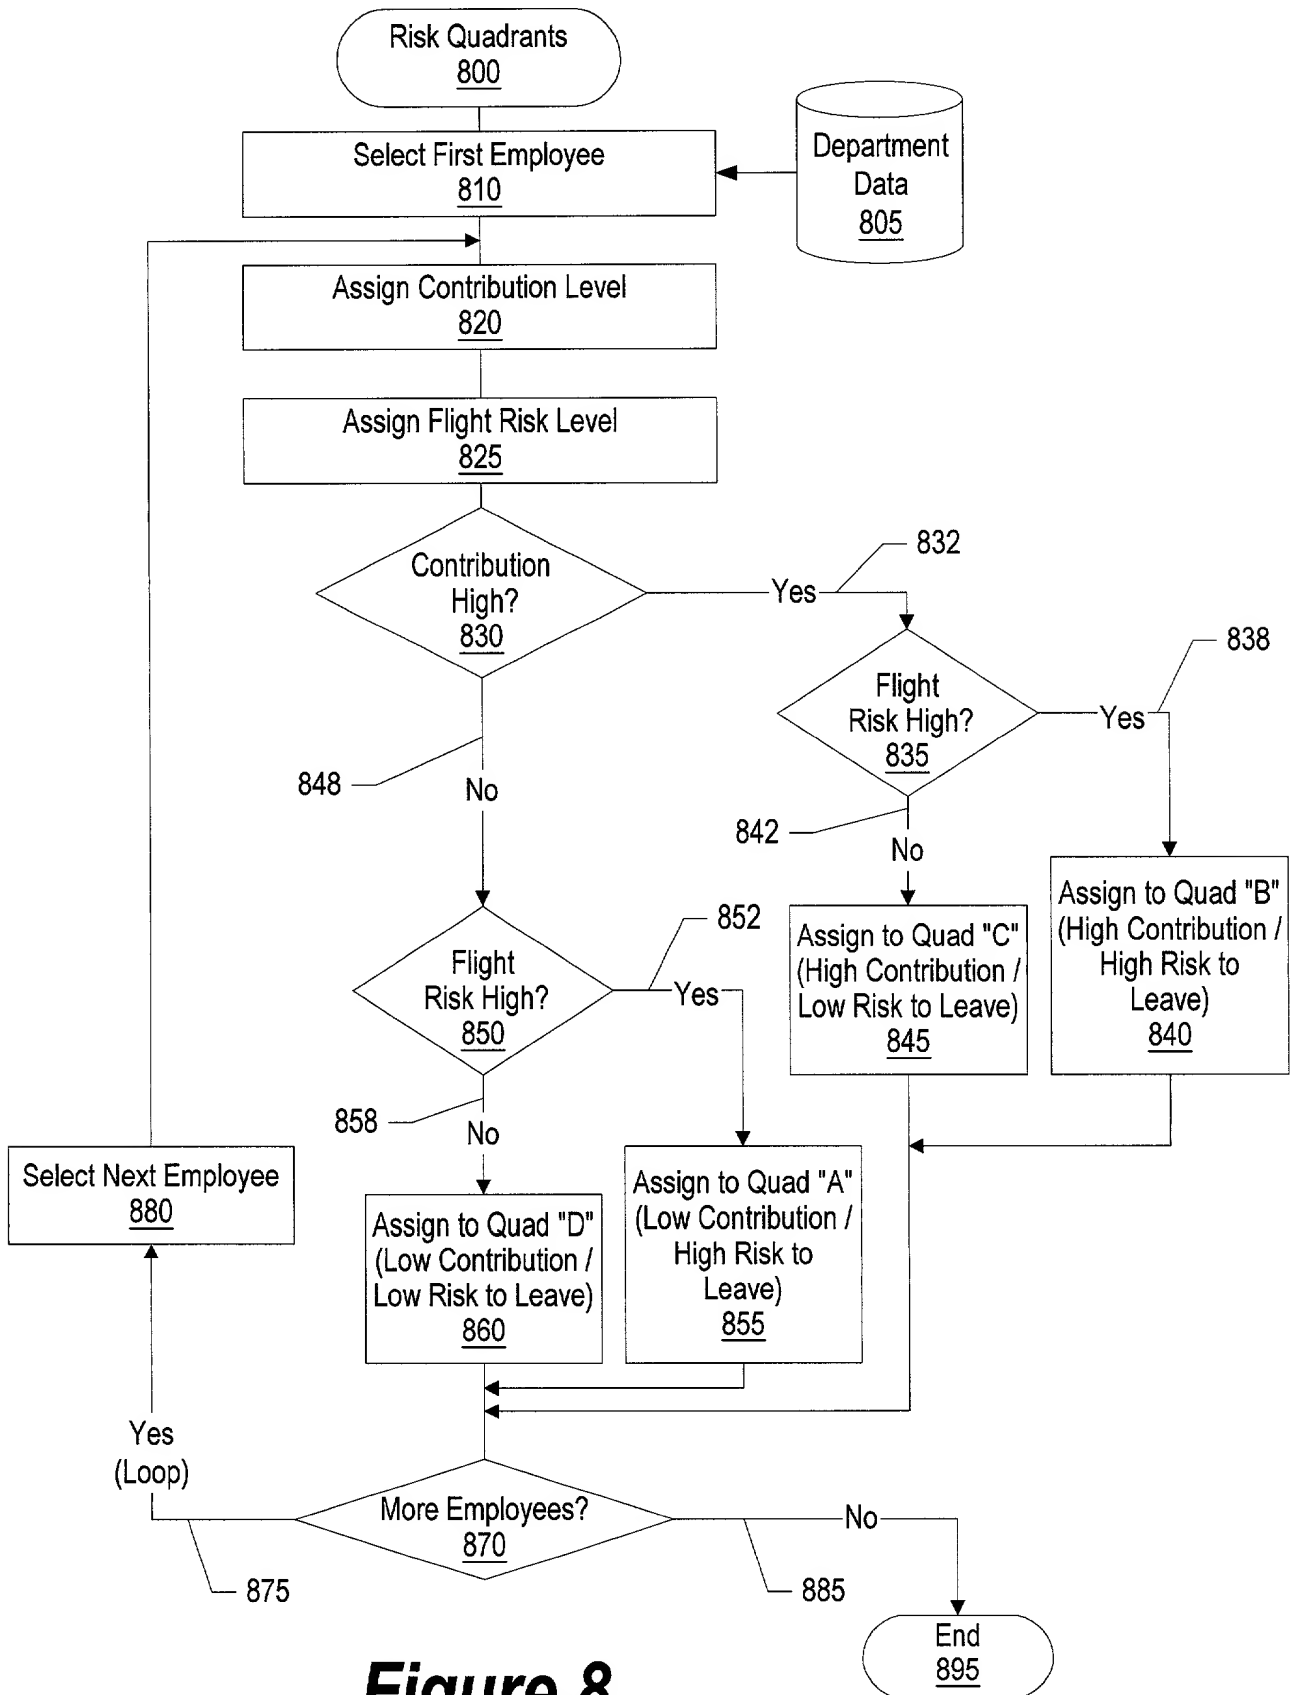 Risk Quadrants
800
Select First Employee
810
Department
Data
805
Assign Contribution Level
820
Assign Flight Risk Level
825
Contribution
High?
830
Yes
832
Flight
Risk High?
835
Yes
838
848
No
842
No
Assign to Quad "B"
(High Contribution /
High Risk to
Leave)
840
Assign to Quad "C"
(High Contribution /
Low Risk to Leave)
845
Flight
Risk High?
850
852
Yes
858
No
Select Next Employee
880
Assign to Quad "A"
(Low Contribution /
High Risk to
Leave)
855
Assign to Quad "D"
(Low Contribution /
Low Risk to Leave)
860
Yes
(Loop)
More Employees?
870
No
875
885
End
895
Figure 8